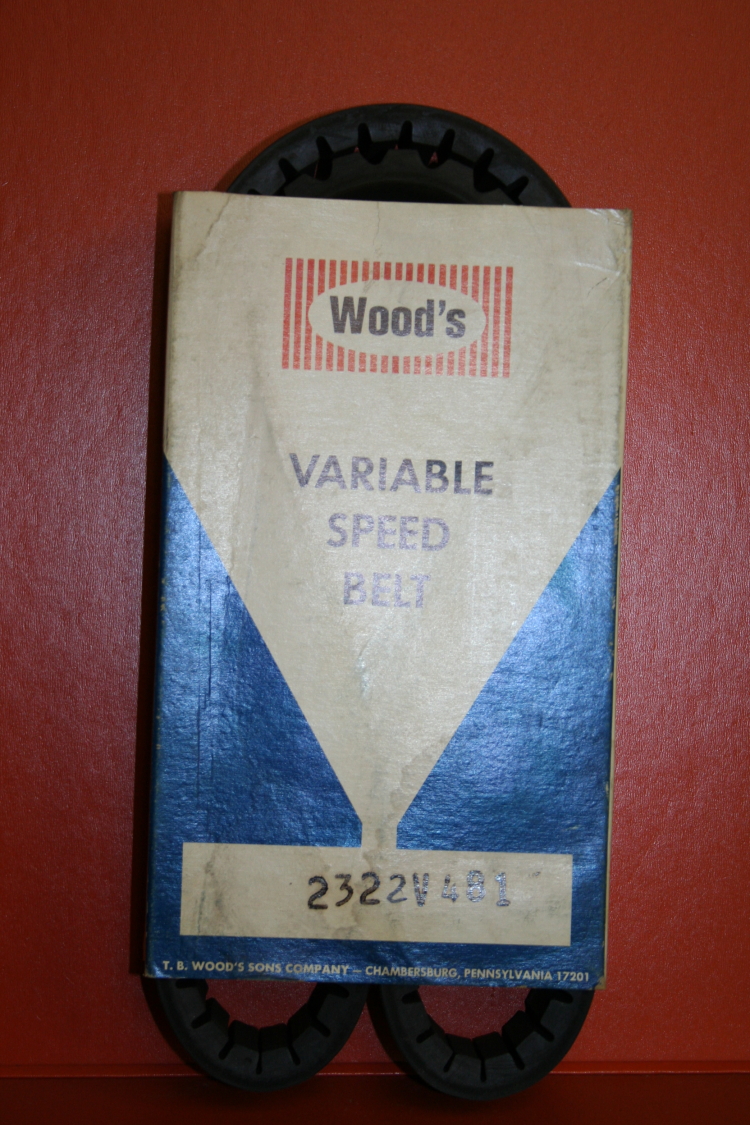 Wood's
VARIABLE
SPEED
BELT
2322V481
T. B. WOOD'S SONS COMPANY — CHAMBERSBURG, PENNSYLVANIA 17201